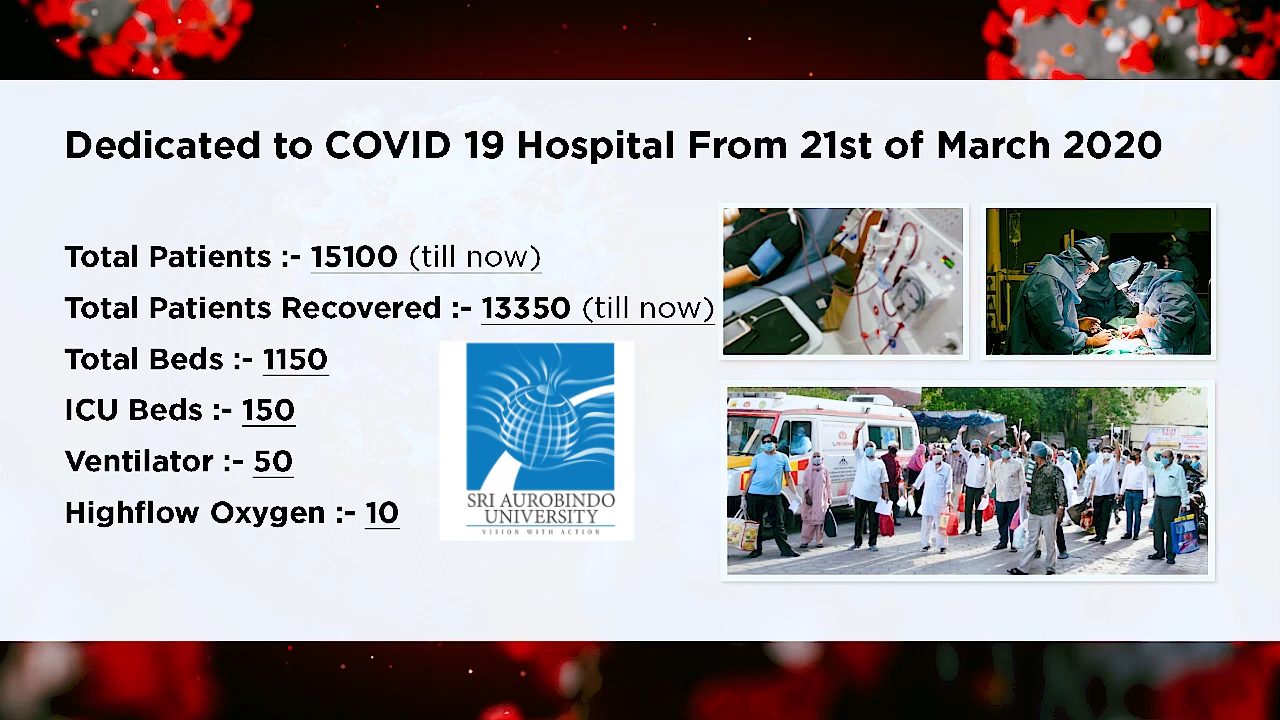 Dedicated to COVID 19 Hospital From 21st of March 2020
Total Patients :- 15100 (till now)
Total Patients Recovered :- 13350 (till now)
Total Beds :- 1150
ICU Beds :- 150
Ventilator :- 50
Highflow Oxygen :- 10
SRI AUROBINDO
UNIVERSITY
VISION WITH ACTION